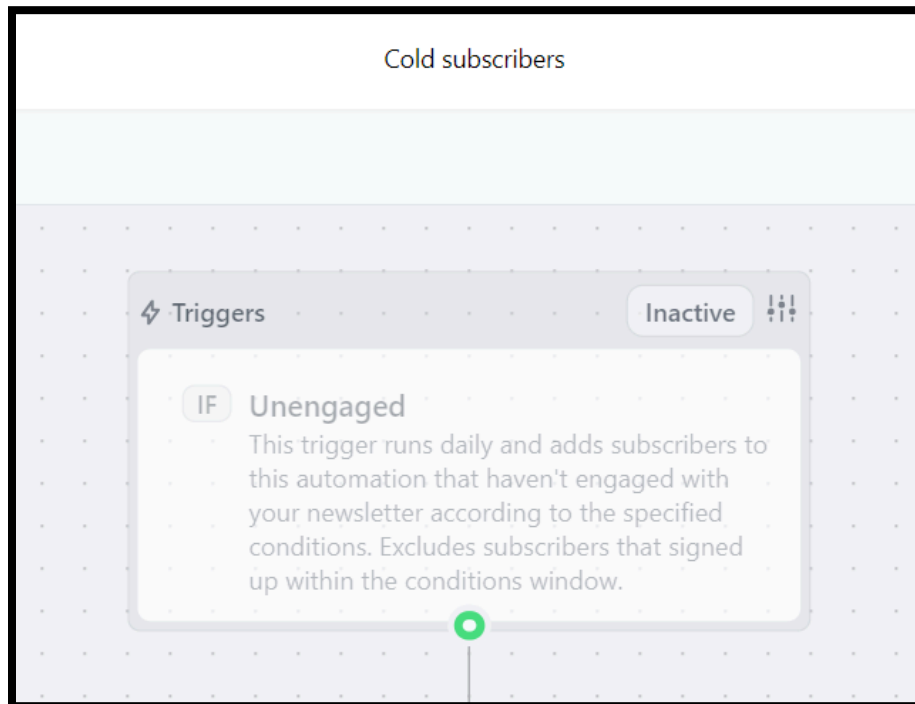 Cold subscribers
Triggers
Inactive
IF
Unengaged
This trigger runs daily and adds subscribers to
this automation that haven't engaged with
your newsletter according to the specified
conditions. Excludes subscribers that signed
up within the conditions window.